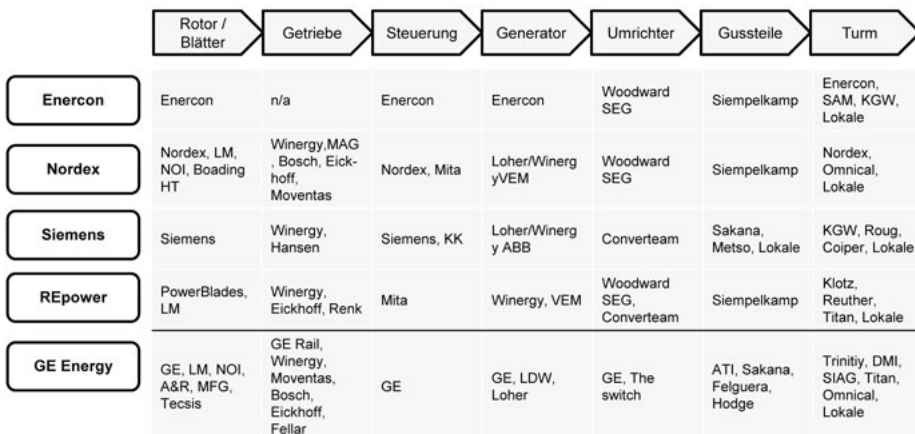 Rotor /
Blätter
Getriebe
Steuerung
Generator
Umrichter
Gussteile
Turm
Enercon
Enercon
n/a
Enercon
Enercon
Woodward
SEG
Siempelkamp
Enercon,
SAM, KGW,
Lokale
Nordex
Nordex, LM,
NOI, Boading
HT
Winergy,MAG
, Bosch, Eick-
hoff,
Moventas
Nordex, Mita
Loher/Winerg
yVEM
Woodward
SEG
Siempelkamp
Nordex,
Omnical,
Lokale
Siemens
Siemens
Winergy,
Hansen
Siemens, KK
Loher/Winerg
y ABB
Converteam
Sakana,
Metso, Lokale
KGW, Roug,
Coiper, Lokale
REpower
PowerBlades,
LM
Winergy,
Eickhoff, Renk
Mita
Winergy, VEM
Woodward
SEG,
Converteam
Siempelkamp
Klotz,
Reuther,
Titan, Lokale
GE Energy
GE, LM, NOI,
A&R, MFG,
Tecsis
GE Rail,
Winergy,
Moventas,
Bosch,
Eickhoff,
Fellar
GE
GE, LDW,
Loher
GE, The
switch
ATI, Sakana,
Felguera,
Hodge
Trinitiy, DMI,
SIAG, Titan,
Omnical,
Lokale